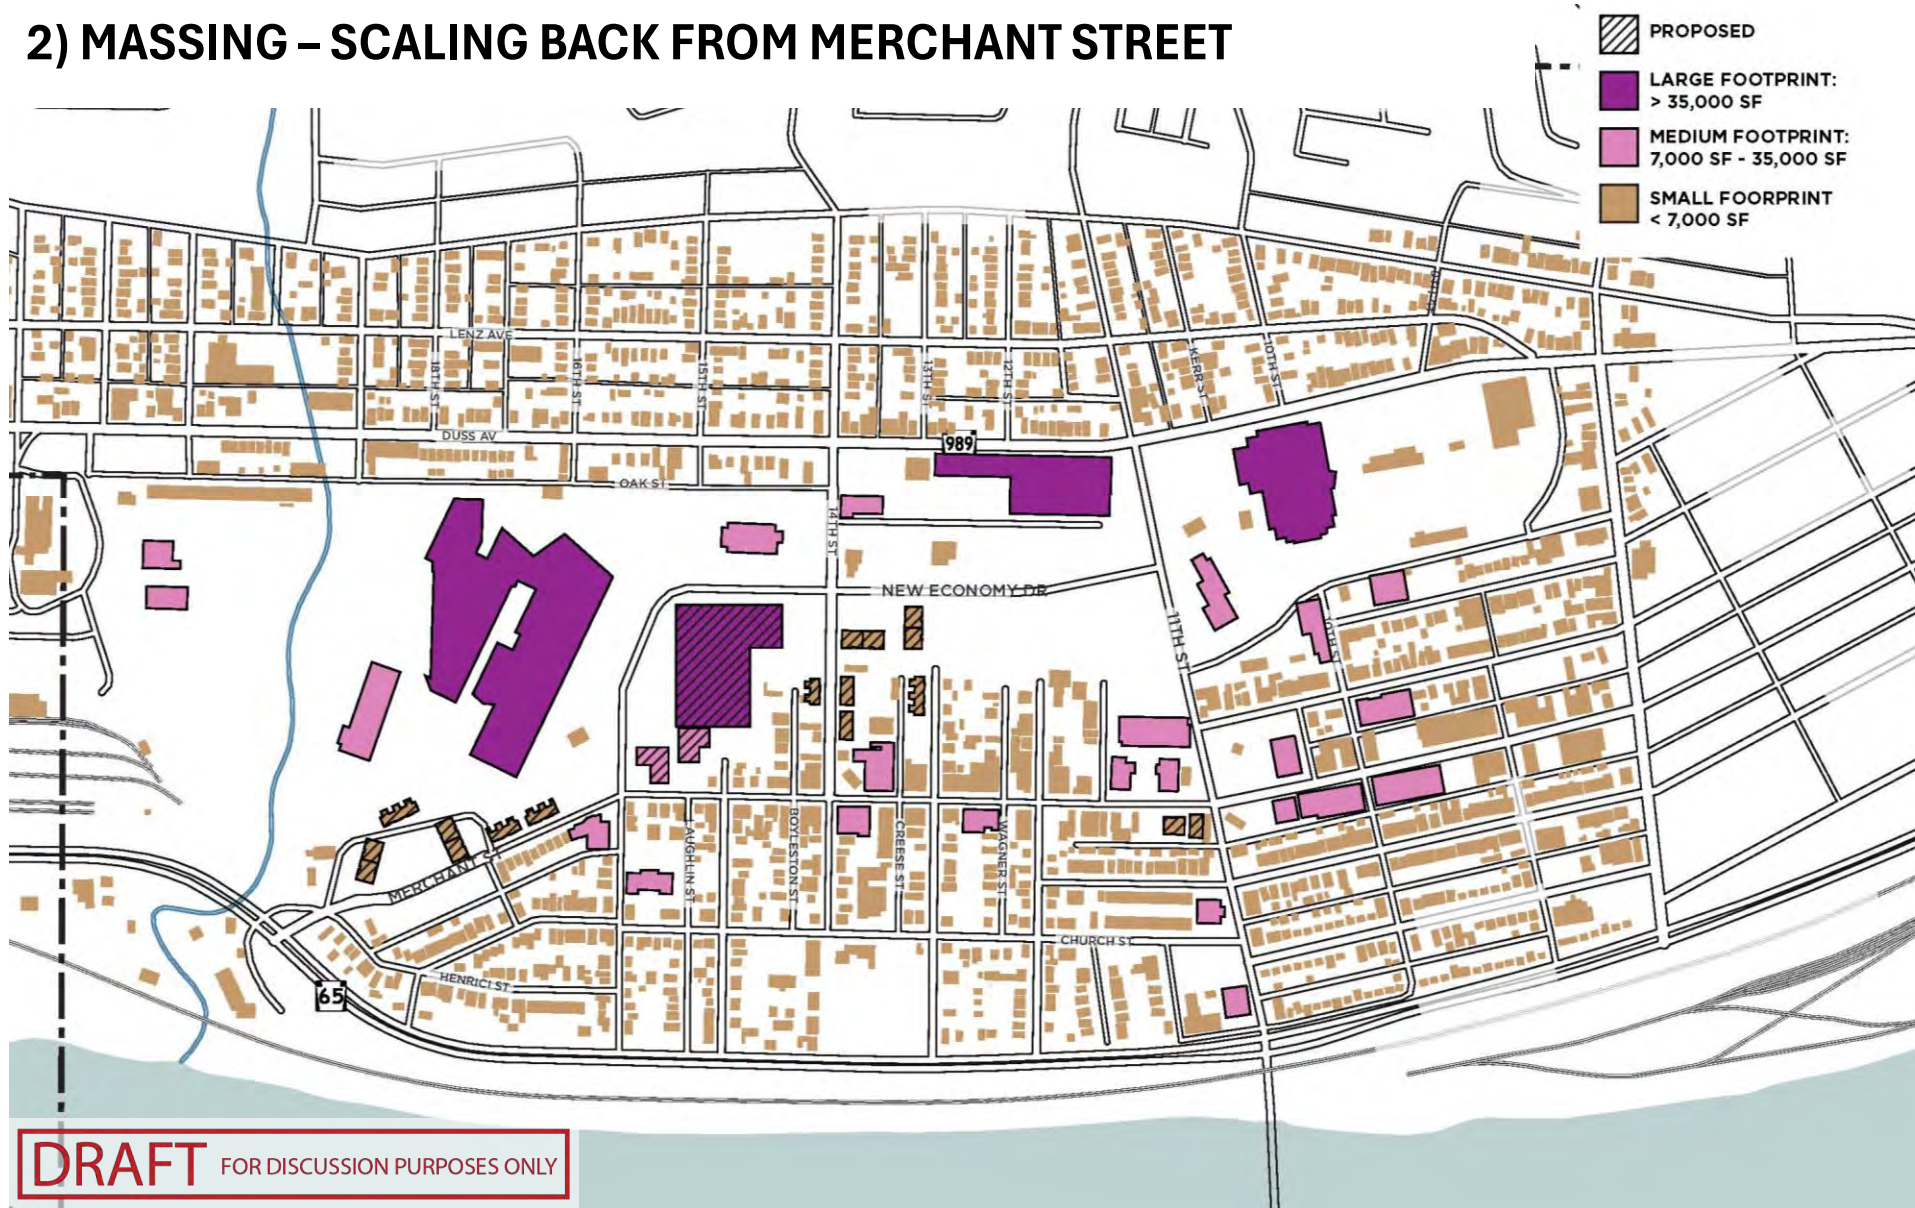 2) MASSING – SCALING BACK FROM MERCHANT STREET
PROPOSED
LARGE FOOTPRINT:
> 35,000 SF
MEDIUM FOOTPRINT:
7,000 SF - 35,000 SF
SMALL FOORPRINT
< 7,000 SF
LENZ AVE
18TH ST
16TH ST
15TH ST
13TH ST
12TH ST
KERR ST
10TH ST
DUSS AV
989
OAK ST
14TH ST
NEW ECONOMY DR
11TH ST
10TH ST
MERCHANT
LAUGHLIN ST
BOYLESTON ST
CREESE ST
WAGNER ST
CHURCH ST
HENRICI ST
65
DRAFT FOR DISCUSSION PURPOSES ONLY